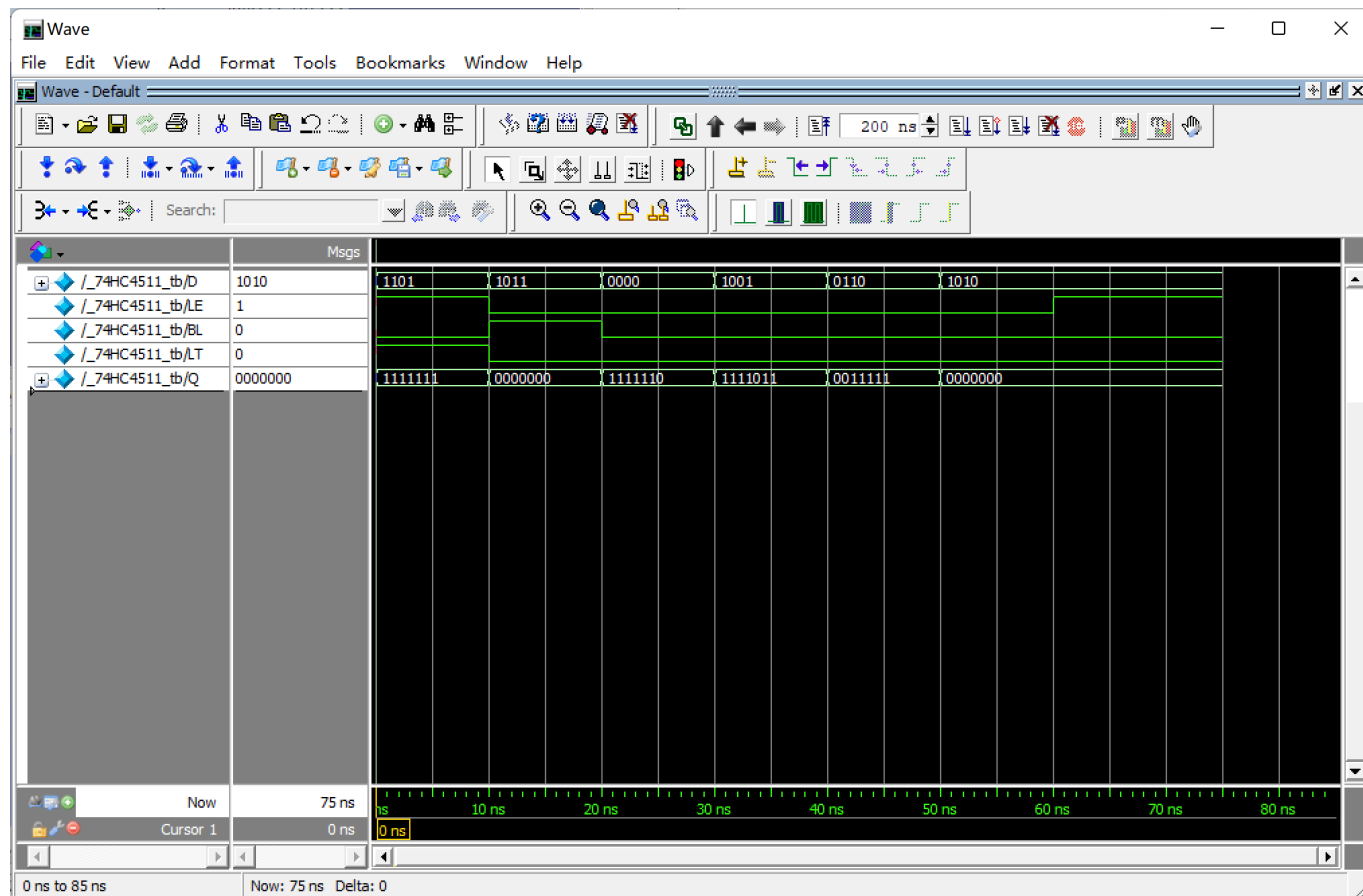 Wave
File Edit View Add Format Tools Bookmarks Window Help
Wave - Default
200 ns
Search:
Msgs
/_74HC4511_tb/D 1010 1101 1011 0000 1001 0110 1010
/_74HC4511_tb/LE 1
/_74HC4511_tb/BL 0
/_74HC4511_tb/LT 0
/_74HC4511_tb/Q 0000000 1111111 0000000 1111110 1111011 0011111 0000000
Now 75 ns ns 10 ns 20 ns 30 ns 40 ns 50 ns 60 ns 70 ns 80 ns
Cursor 1 0 ns 0 ns
0 ns to 85 ns Now: 75 ns Delta: 0